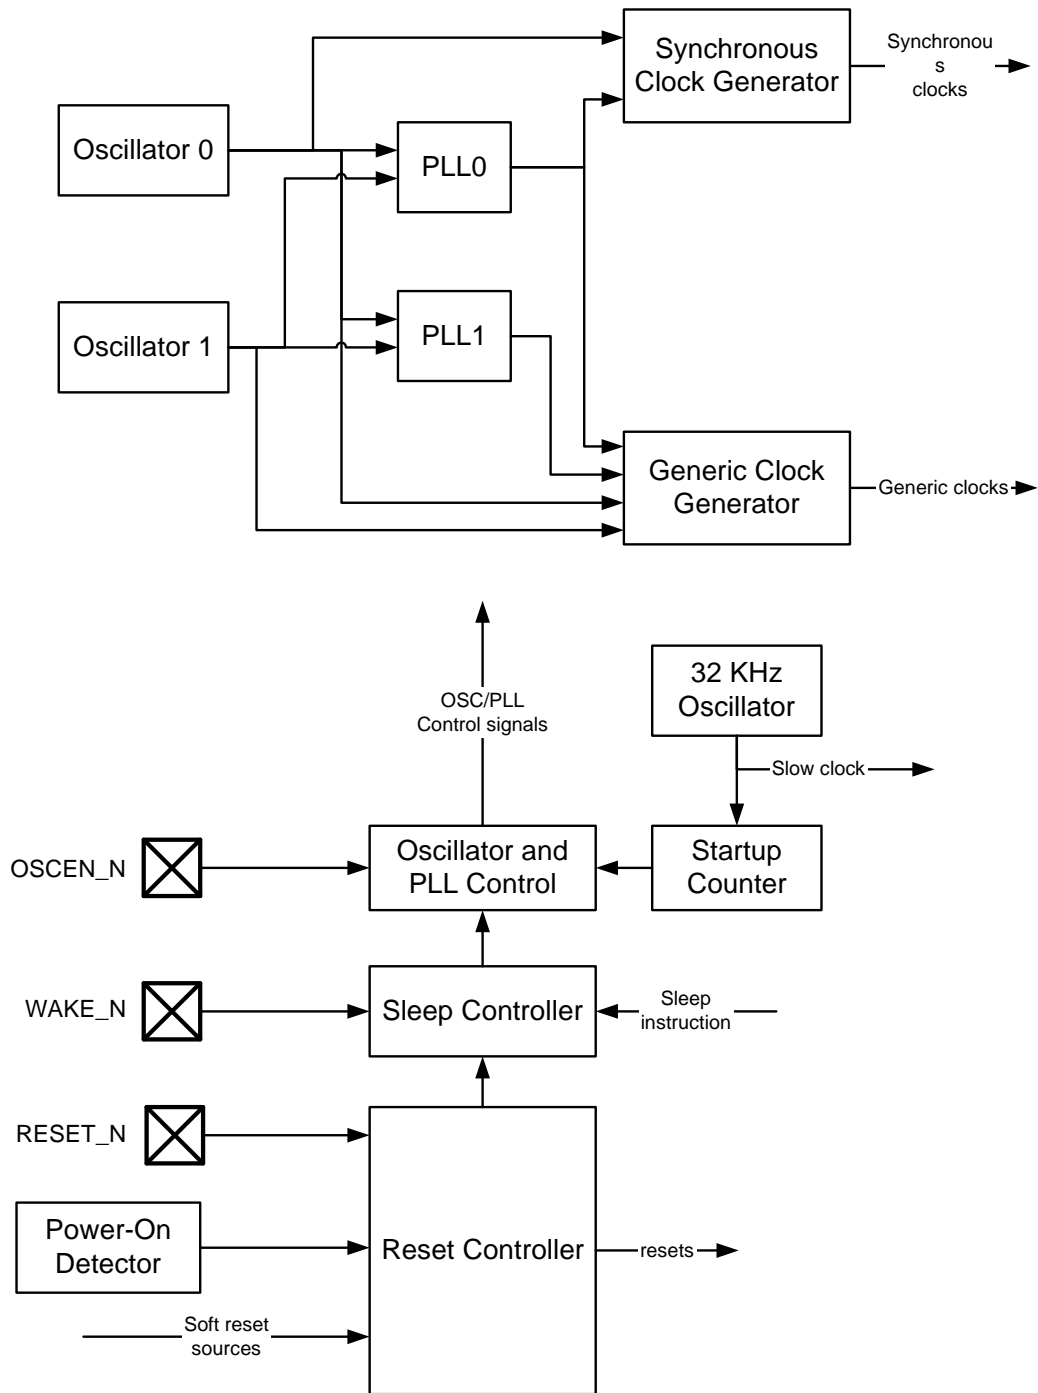 Synchronous
Clock Generator
Synchronou
s
clocks
Oscillator 0
PLL0
Oscillator 1
PLL1
Generic Clock
Generator
Generic clocks
OSC/PLL
Control signals
32 KHz
Oscillator
Slow clock
OSCEN_N
Oscillator and
PLL Control
Startup
Counter
WAKE_N
Sleep Controller
Sleep
instruction
RESET_N
Power-On
Detector
Reset Controller
resets
Soft reset
sources